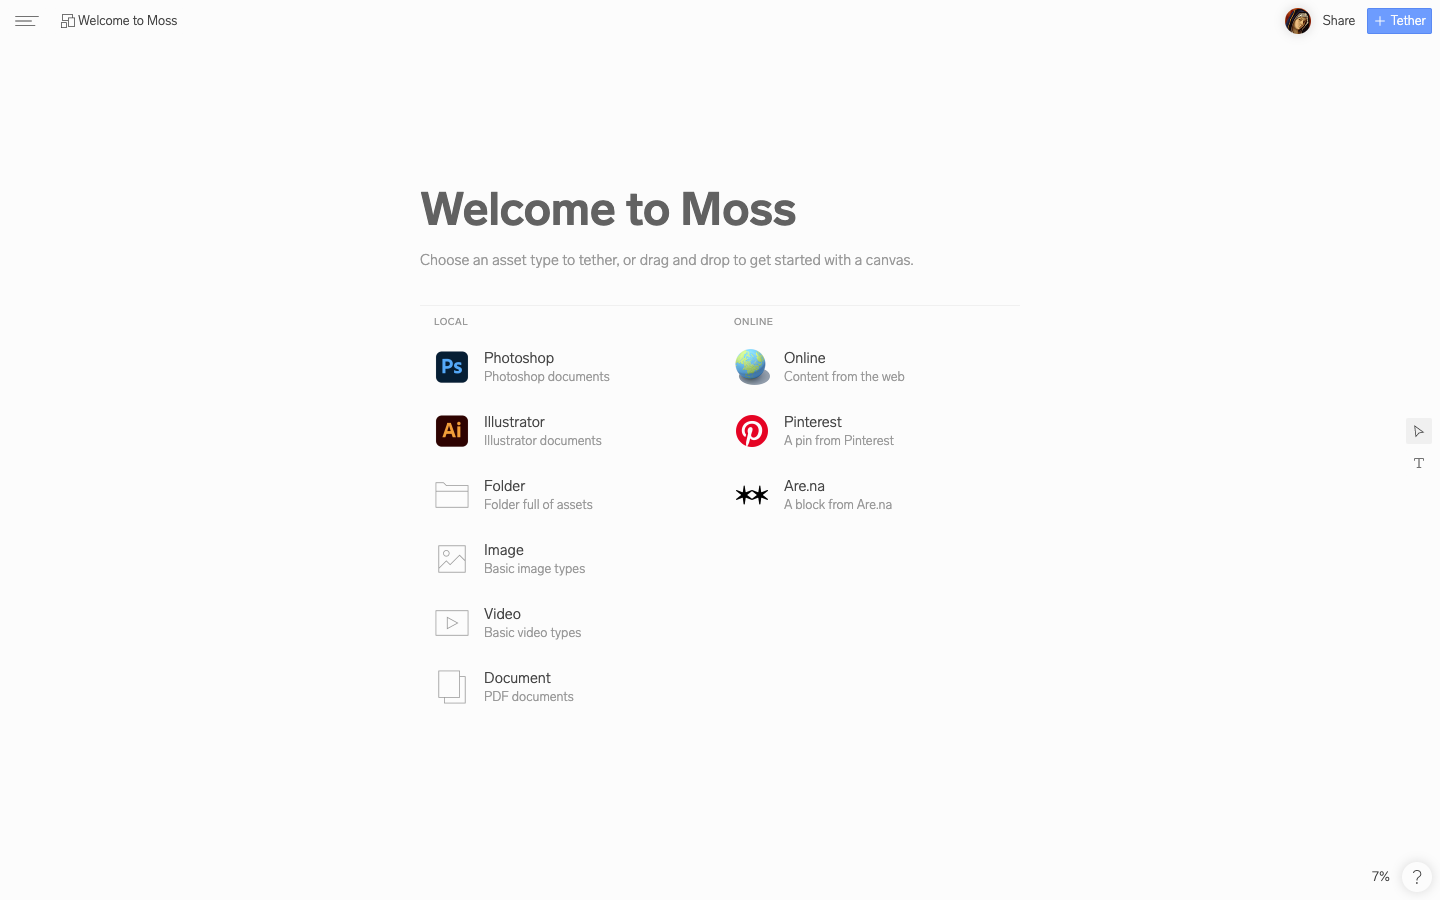 Welcome to Moss
Share
Tether
Welcome to Moss
Choose an asset type to tether, or drag and drop to get started with a canvas.
LOCAL
Ps
Photoshop
Photoshop documents
Ai
Illustrator
Illustrator documents
Folder
Folder full of assets
Image
Basic image types
Video
Basic video types
Document
PDF documents
ONLINE
Online
Content from the web
Pinterest
A pin from Pinterest
Are.na
A block from Are.na
T
7%
?